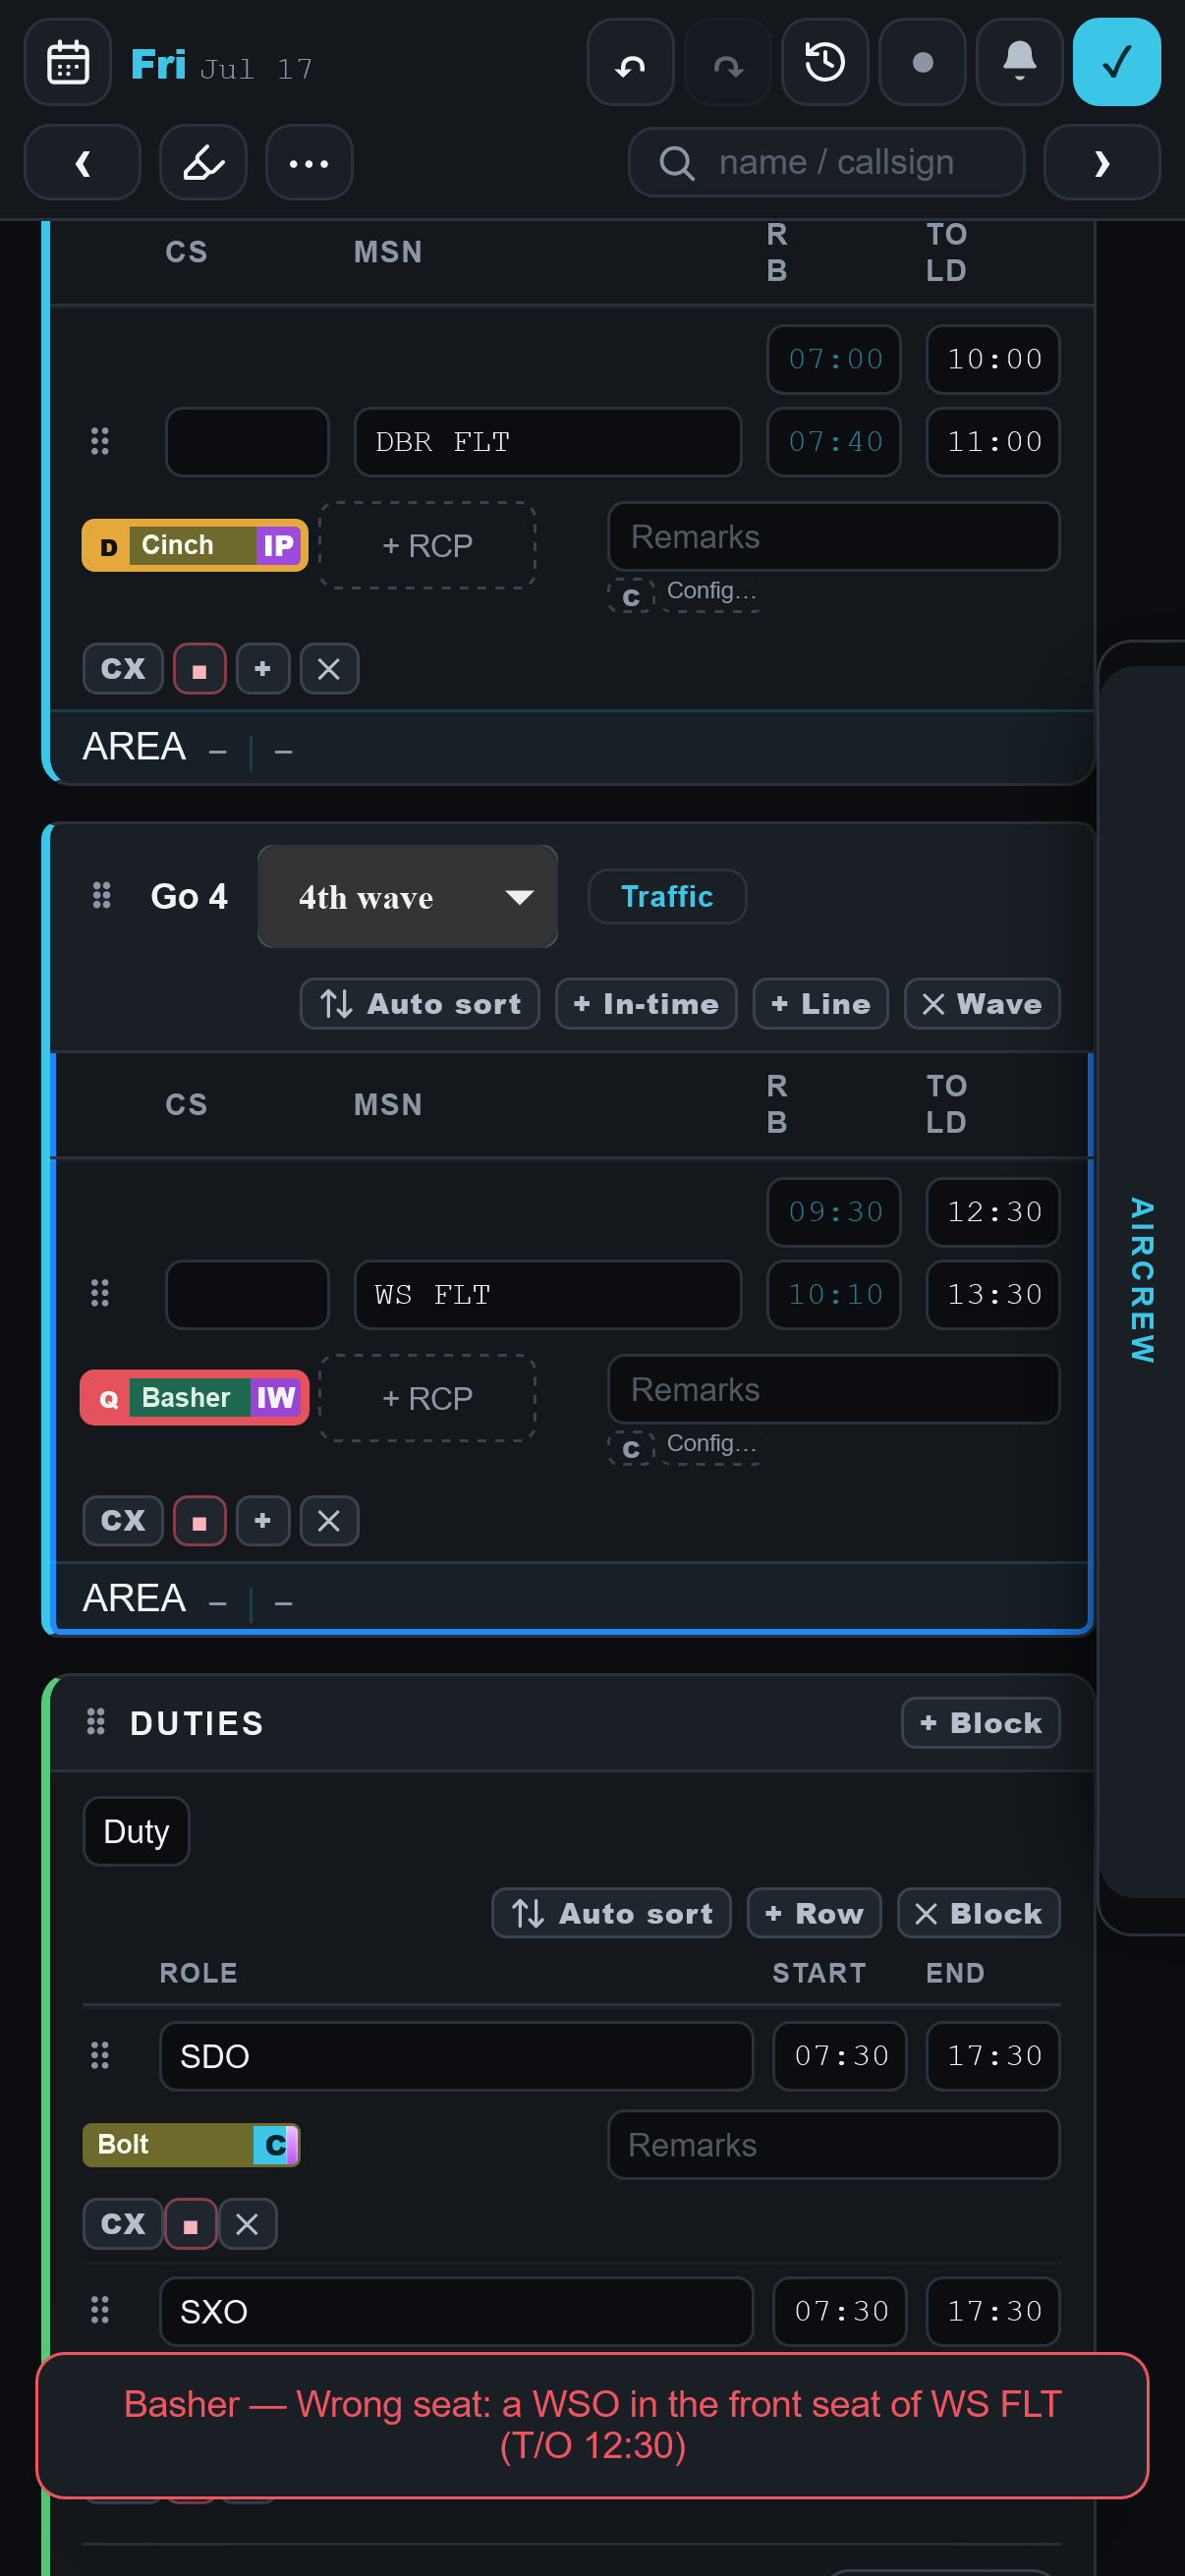 Fri Jul 17
name / callsign
CS MSN R B TO LD
07:00 10:00
DBR FLT 07:40 11:00
D Cinch IP + RCP Remarks
C Config...
CX + ×
AREA – | –
Go 4 4th wave Traffic
Auto sort + In-time + Line × Wave
CS MSN R B TO LD
09:30 12:30
WS FLT 10:10 13:30
Q Basher IW + RCP Remarks
C Config...
CX + ×
AREA – | –
AIRCREW
DUTIES + Block
Duty
Auto sort + Row × Block
ROLE START END
SDO 07:30 17:30
Bolt C Remarks
CX ×
SXO 07:30 17:30
Basher — Wrong seat: a WSO in the front seat of WS FLT
(T/O 12:30)